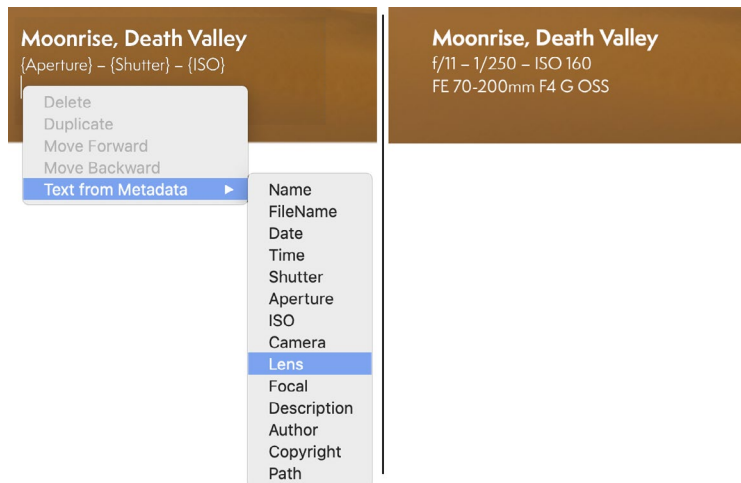 Moonrise, Death Valley
{Aperture} – {Shutter} – {ISO}
Delete
Duplicate
Move Forward
Move Backward
Text from Metadata
Name
FileName
Date
Time
Shutter
Aperture
ISO
Camera
Lens
Focal
Description
Author
Copyright
Path
Moonrise, Death Valley
f/11 – 1/250 – ISO 160
FE 70-200mm F4 G OSS